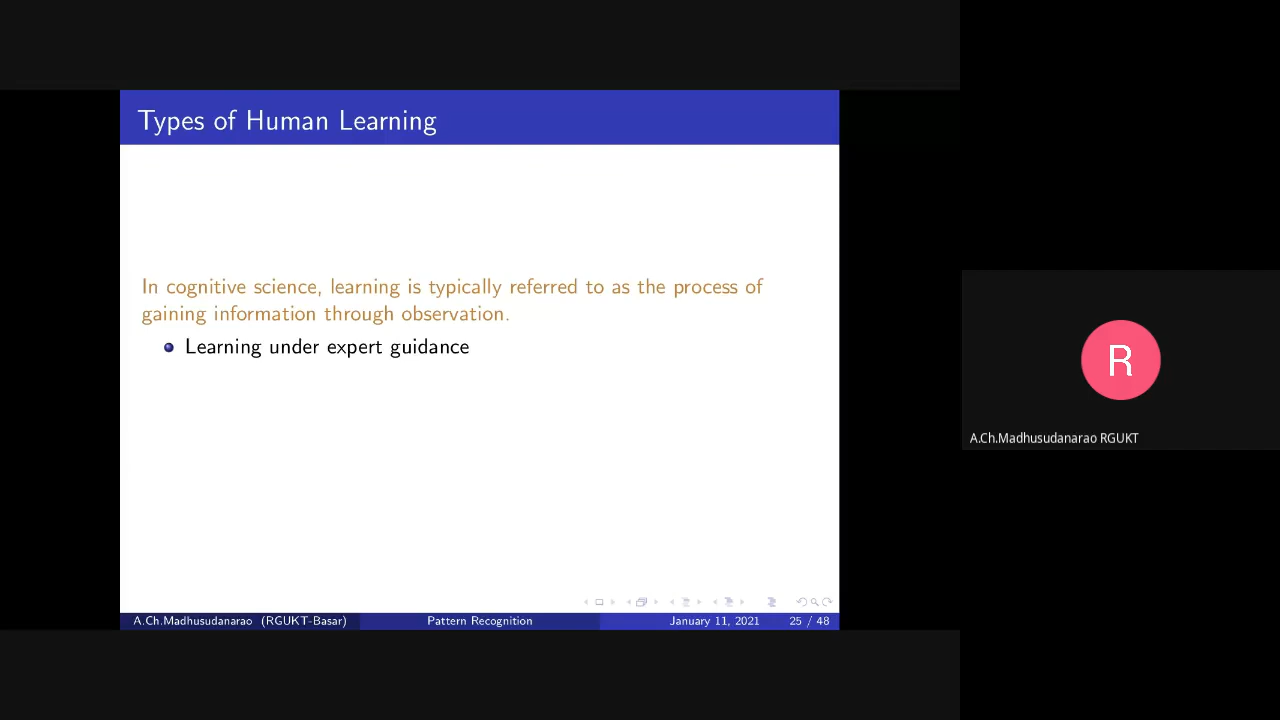 Types of Human Learning
In cognitive science, learning is typically referred to as the process of
gaining information through observation.
Learning under expert guidance
A.Ch.Madhusudanarao (RGUKT-Basar)
Pattern Recognition
January 11, 2021
25 / 48
R
A.Ch.Madhusudanarao RGUKT